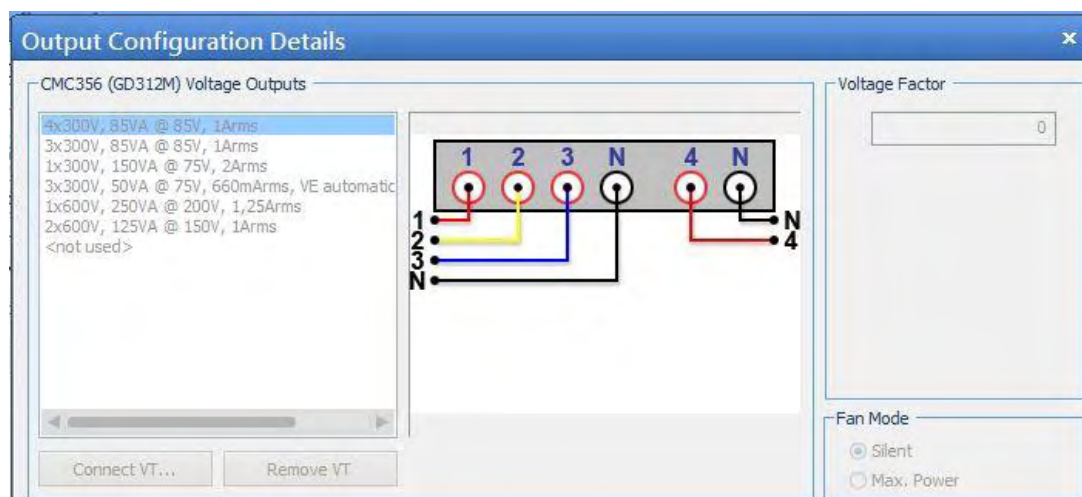 Output Configuration Details
CMC356 (GD312M) Voltage Outputs
4x300V, 85VA @ 85V, 1Arms
3x300V, 85VA @ 85V, 1Arms
1x300V, 150VA @ 75V, 2Arms
3x300V, 50VA @ 75V, 660mArms, VE automatic
1x600V, 250VA @ 200V, 1,25Arms
2x600V, 125VA @ 150V, 1Arms
<not used>
Connect VT...
Remove VT
1 2 3 N 4 N
1
2
3
N
N
4
Voltage Factor
0
Fan Mode
Silent
Max. Power